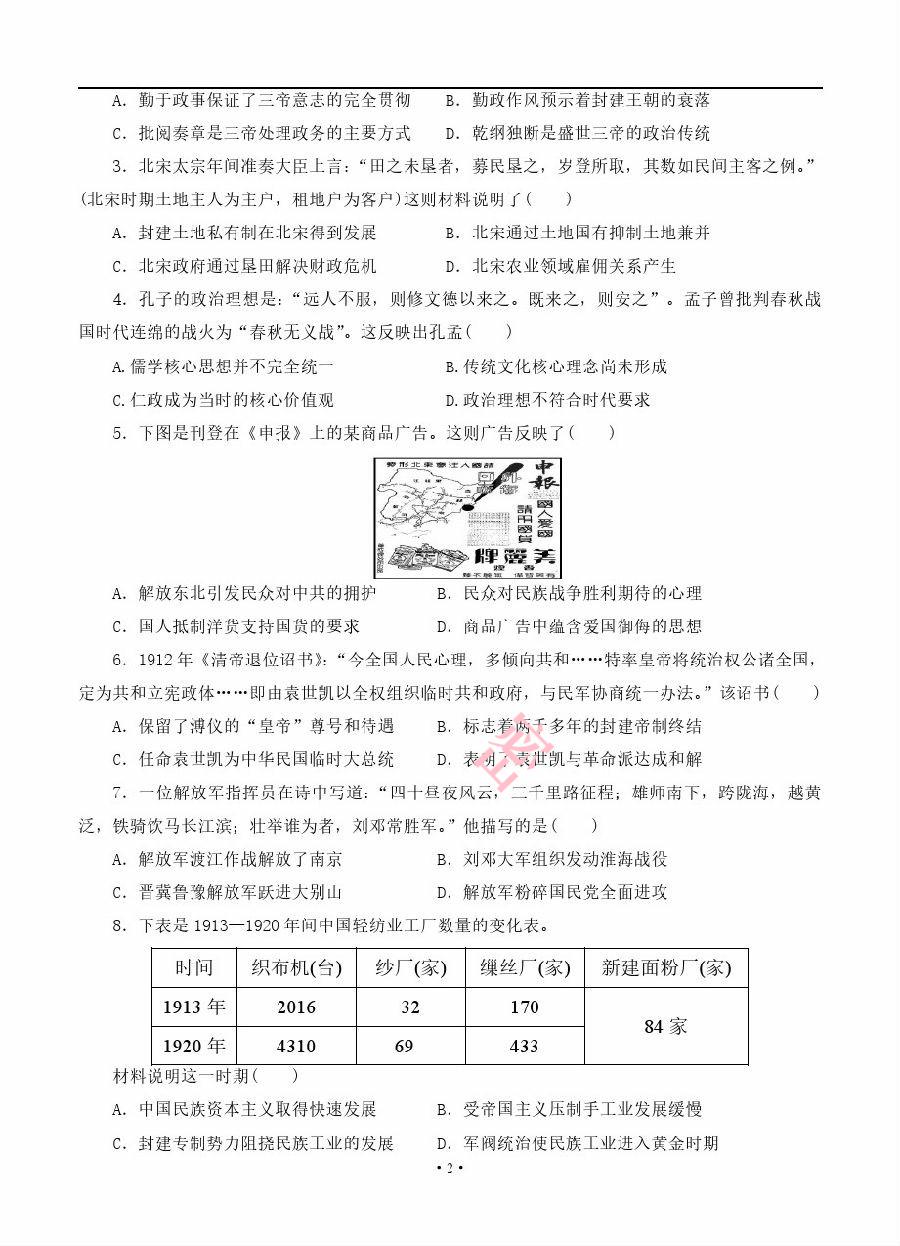 A．勤于政事保证了三帝意志的完全贯彻　　B．勤政作风预示着封建王朝的衰落
C．批阅奏章是三帝处理政务的主要方式　　D．乾纲独断是盛世三帝的政治传统
3．北宋太宗年间准奏大臣上言：“田之未垦者，募民垦之，岁登所取，其数如民间主客之例。”
(北宋时期土地主人为主户，租地户为客户)这则材料说明了(　　)
A．封建土地私有制在北宋得到发展　　B．北宋通过土地国有抑制土地兼并
C．北宋政府通过垦田解决财政危机　　D．北宋农业领域雇佣关系产生
4．孔子的政治理想是：“远人不服，则修文德以来之。既来之，则安之”。孟子曾批判春秋战
国时代连绵的战火为“春秋无义战”。这反映出孔孟(　　)
A.儒学核心思想并不完全统一　　B.传统文化核心理念尚未形成
C.仁政成为当时的核心价值观　　D.政治理想不符合时代要求
5．下图是刊登在《申报》上的某商品广告。这则广告反映了(　　)
請國人注意東北形勢
申報
國人愛國
請用國貨
美麗牌
香煙
A．解放东北引发民众对中共的拥护　　B．民众对民族战争胜利期待的心理
C．国人抵制洋货支持国货的要求　　D．商品广告中蕴含爱国御侮的思想
6．1912年《清帝退位诏书》：“今全国人民心理，多倾向共和……特率皇帝将统治权公诸全国，
定为共和立宪政体……即由袁世凯以全权组织临时共和政府，与民军协商统一办法。”该诏书(　　)
A．保留了溥仪的“皇帝”尊号和待遇　　B．标志着两千多年的封建帝制终结
C．任命袁世凯为中华民国临时大总统　　D．表明了袁世凯与革命派达成和解
密
7．一位解放军指挥员在诗中写道：“四十昼夜风云，二千里路征程；雄师南下，跨陇海，越黄
泛，铁骑饮马长江滨；壮举谁为者，刘邓常胜军。”他描写的是(　　)
A．解放军渡江作战解放了南京　　B．刘邓大军组织发动淮海战役
C．晋冀鲁豫解放军跃进大别山　　D．解放军粉碎国民党全面进攻
8．下表是1913—1920年间中国轻纺业工厂数量的变化表。
时间　织布机(台)　纱厂(家)　缫丝厂(家)　新建面粉厂(家)
1913年　2016　32　170　84家
1920年　4310　69　433
材料说明这一时期(　　)
A．中国民族资本主义取得快速发展　　B．受帝国主义压制手工业发展缓慢
C．封建专制势力阻挠民族工业的发展　　D．军阀统治使民族工业进入黄金时期
·2·